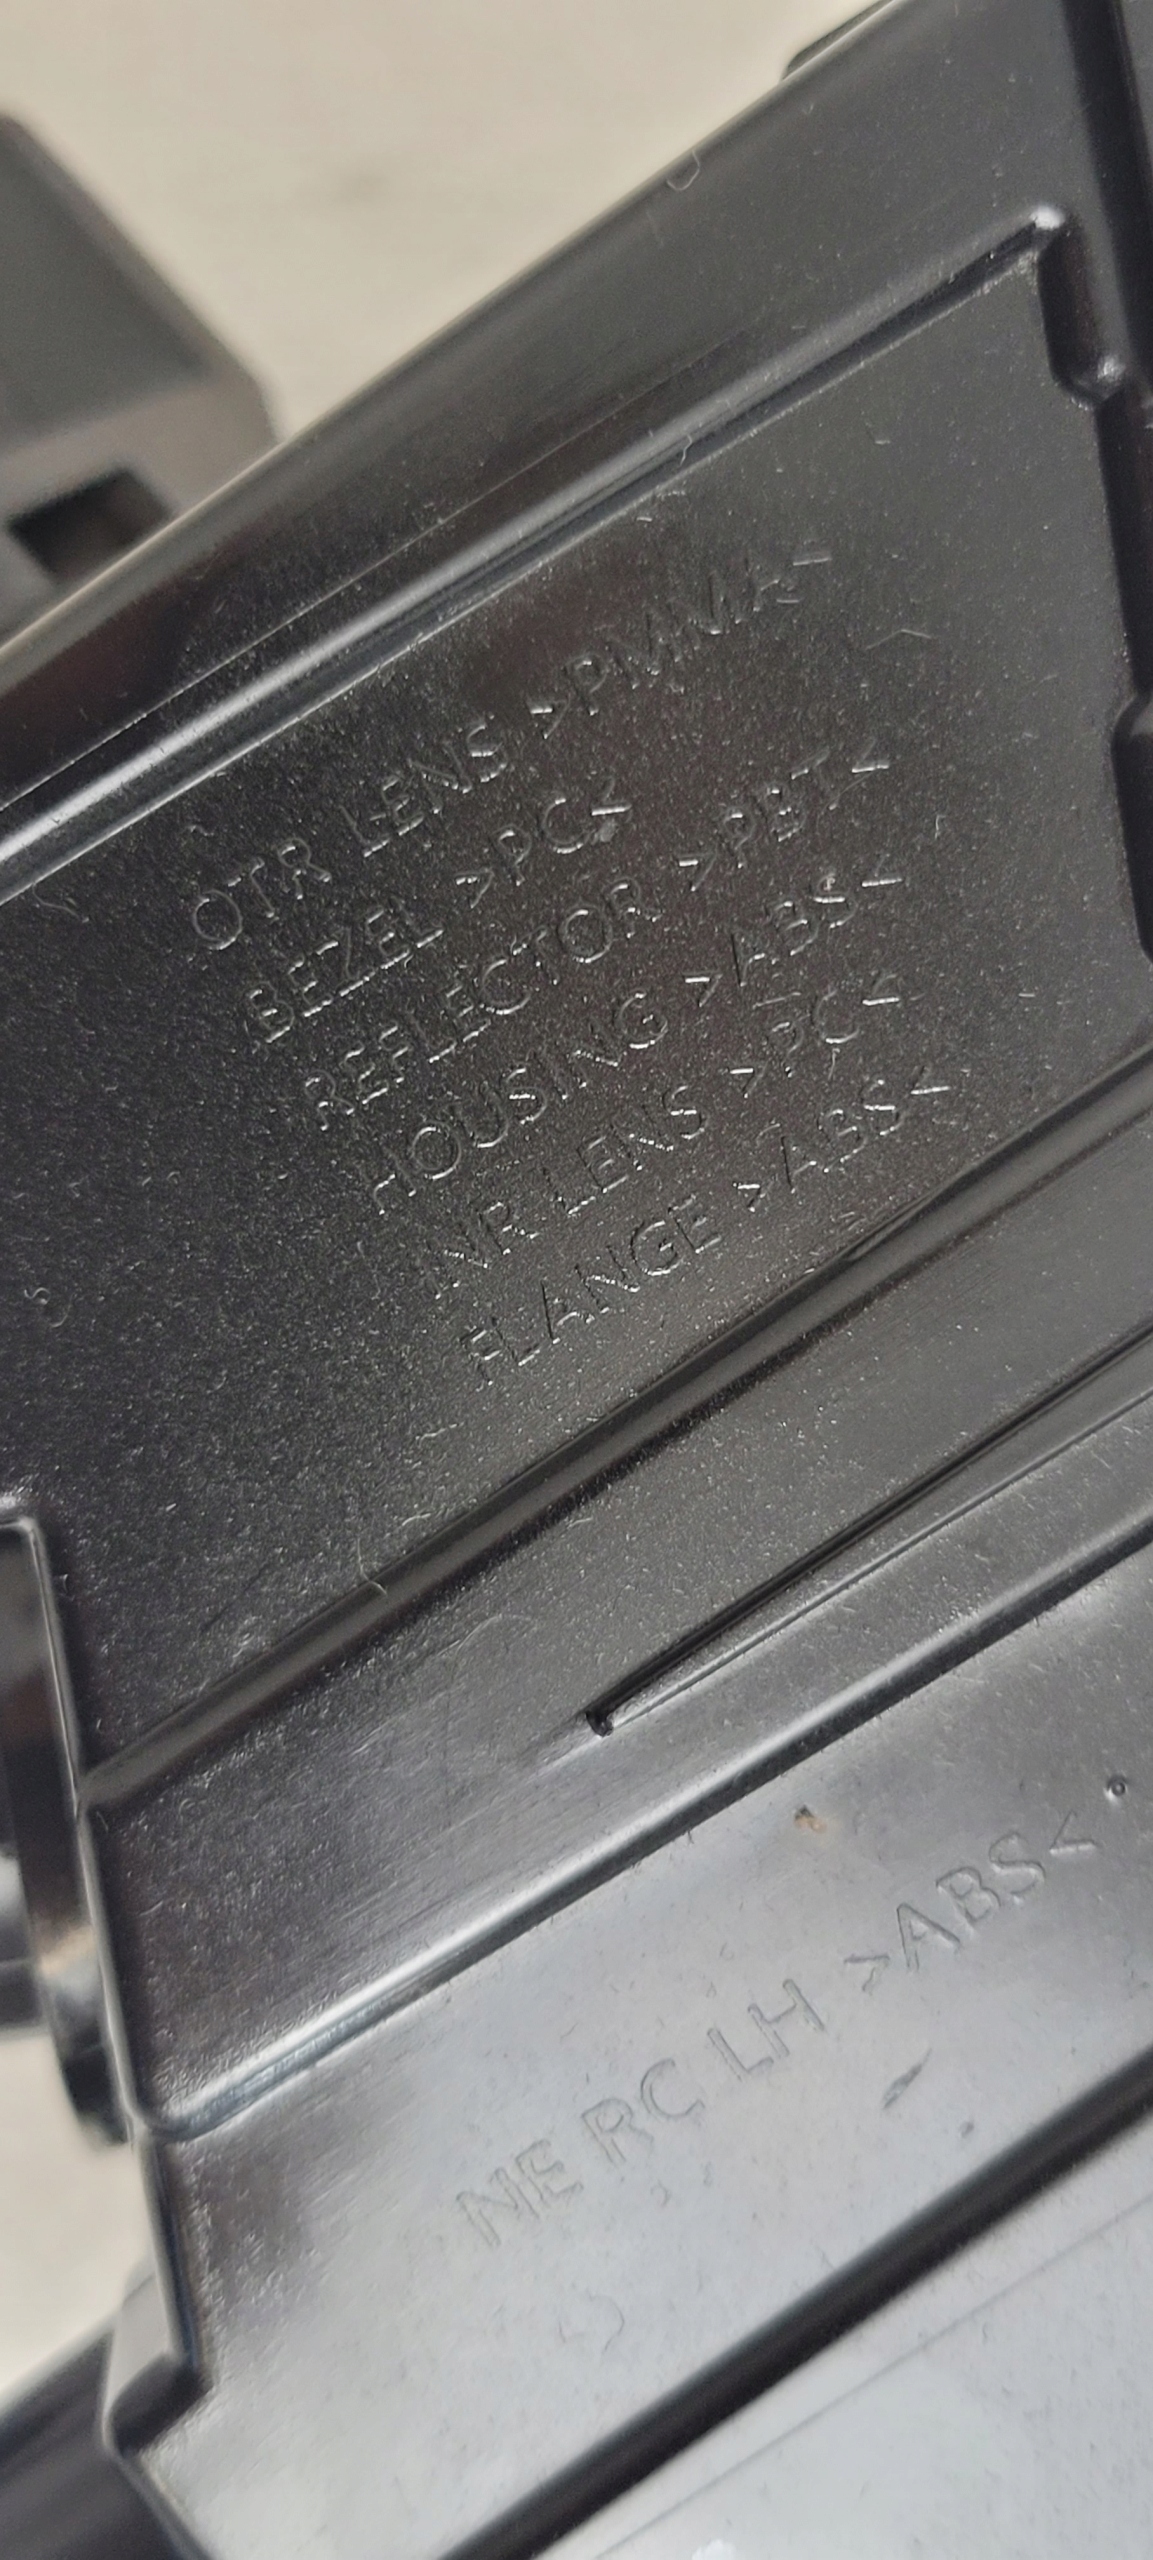 OTR LENS >PMMA<
BEZEL >PC<
REFLECTOR >PBT<
HOUSING >ABS<
INR LENS >PC<
FLANGE >ABS<
NE RC LH >ABS<